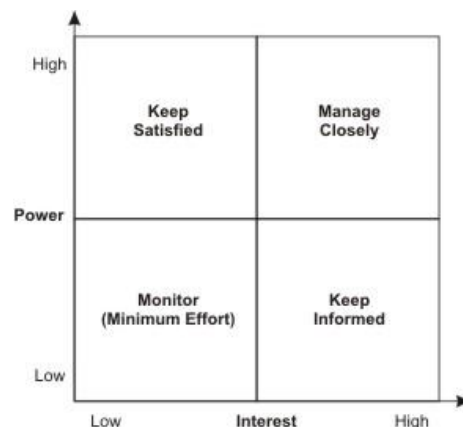 High
Keep
Satisfied
Manage
Closely
Power
Monitor
(Minimum Effort)
Keep
Informed
Low
Low
Interest
High